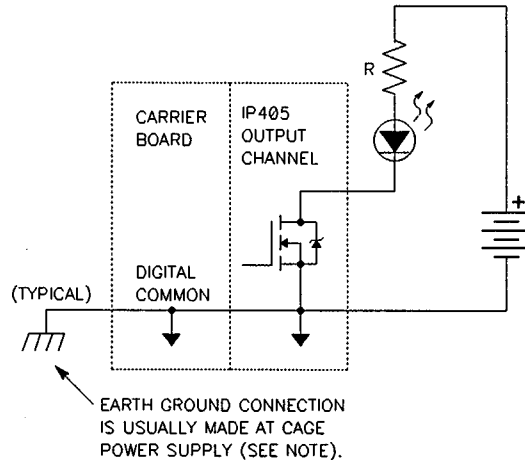 R
CARRIER
BOARD
IP405
OUTPUT
CHANNEL
+
DIGITAL
COMMON
(TYPICAL)
EARTH GROUND CONNECTION
IS USUALLY MADE AT CAGE
POWER SUPPLY (SEE NOTE).